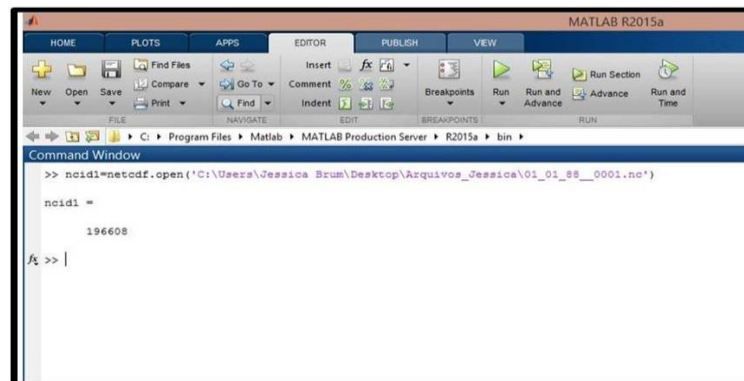 MATLAB R2015a
HOME PLOTS APPS EDITOR PUBLISH VIEW
Find Files Insert fx
New Open Save Compare Go To Comment % Breakpoints Run Run and Advance Run Section Advance Run and Time
Print Find Indent
FILE NAVIGATE EDIT BREAKPOINTS RUN
C: Program Files Matlab MATLAB Production Server R2015a bin
Command Window
>> ncid1=netcdf.open('C:\Users\Jessica Brum\Desktop\Arquivos_Jessica\01_01_88__0001.nc')
ncid1 =
196608
fx >>